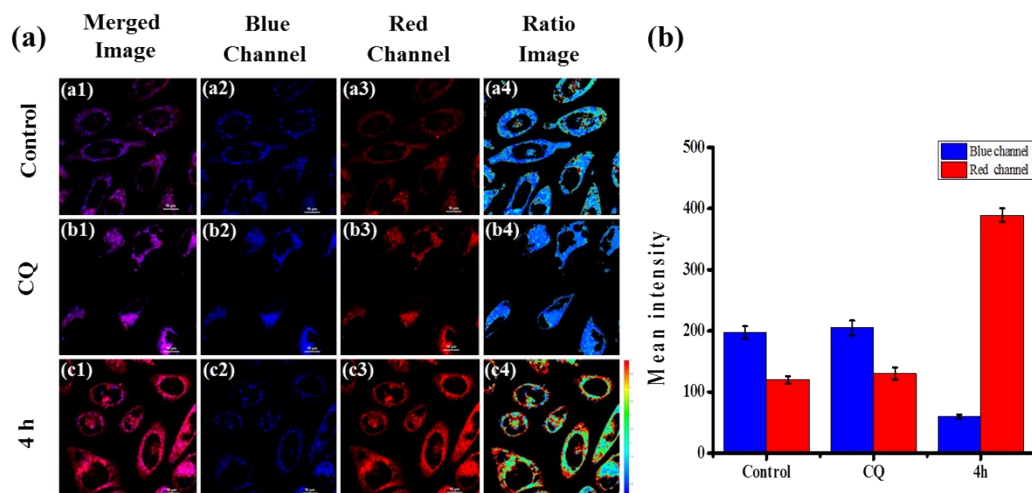 (a)
Merged
Image
Blue
Channel
Red
Channel
Ratio
Image
Control
(a1)
(a2)
(a3)
(a4)
CQ
(b1)
(b2)
(b3)
(b4)
4 h
(c1)
(c2)
(c3)
(c4)
(b)
Blue channel
Red channel
Mean intensity
500
400
300
200
100
0
Control
CQ
4h